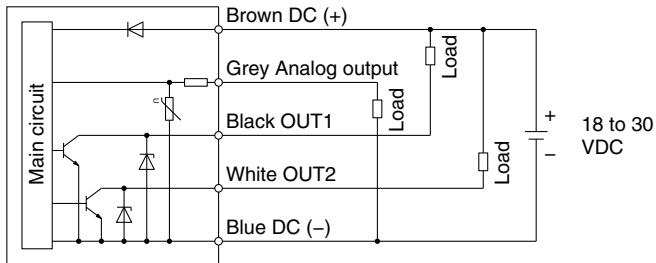 Brown DC (+)
Grey Analog output
Black OUT1
White OUT2
Blue DC (−)
Main circuit
Load
Load
Load
U
+
−
18 to 30
VDC